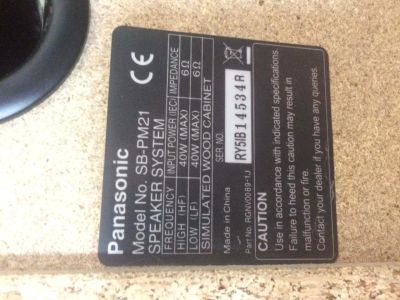 Panasonic
Model No. SB-PM21
SPEAKER SYSTEM
FREQUENCY INPUT POWER (IEC) IMPEDANCE
HIGH (HF) 40W (MAX) 6Ω
LOW (LF) 40W (MAX) 6Ω
SIMULATED WOOD CABINET
SER. NO. RY5IB14534R
Made in China
Part No. RGNV0089-1J
CAUTION
Use in accordance with indicated specifications.
Failure to heed this caution may result in
malfunction or fire.
Contact your dealer if you have any queries.
CE